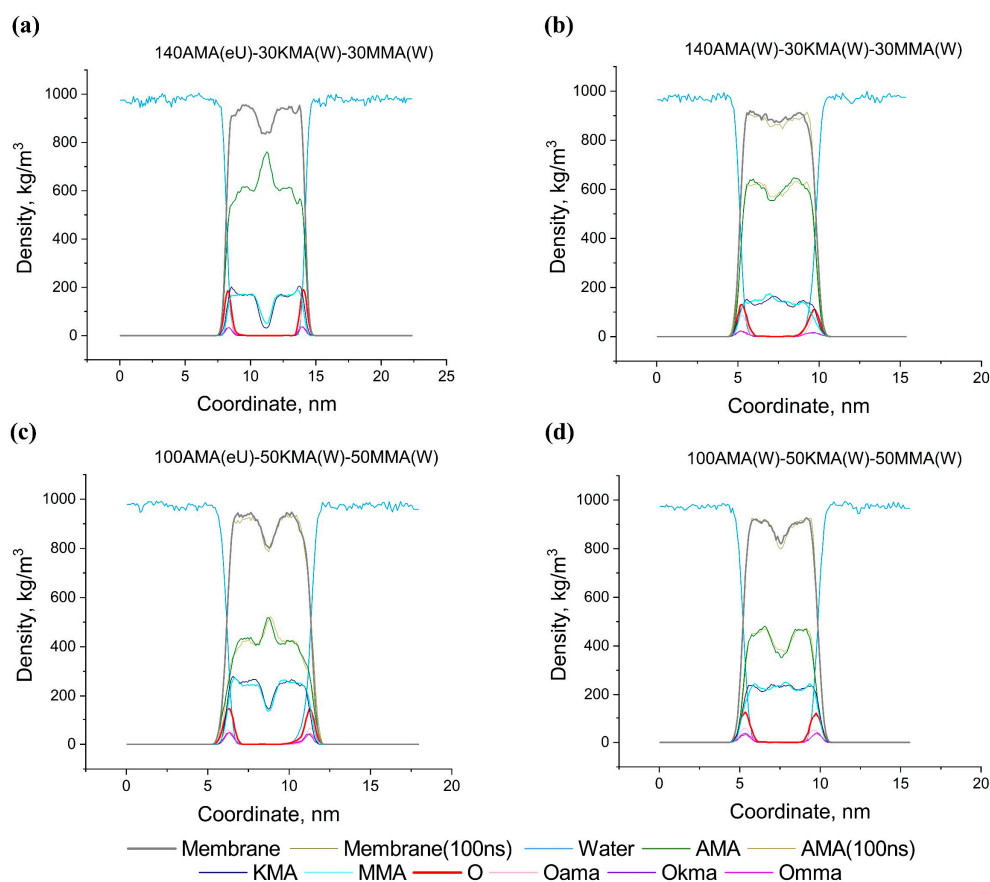 (a)
140AMA(eU)-30KMA(W)-30MMA(W)
1000
800
600
400
200
0
Density, kg/m³
0 5 10 15 20 25
Coordinate, nm
(b)
140AMA(W)-30KMA(W)-30MMA(W)
1000
800
600
400
200
0
Density, kg/m³
0 5 10 15 20
Coordinate, nm
(c)
100AMA(eU)-50KMA(W)-50MMA(W)
1000
800
600
400
200
0
Density, kg/m³
0 5 10 15 20
Coordinate, nm
(d)
100AMA(W)-50KMA(W)-50MMA(W)
1000
800
600
400
200
0
Density, kg/m³
0 5 10 15 20
Coordinate, nm
Membrane Membrane(100ns) Water AMA AMA(100ns)
KMA MMA O Oama Okma Omma